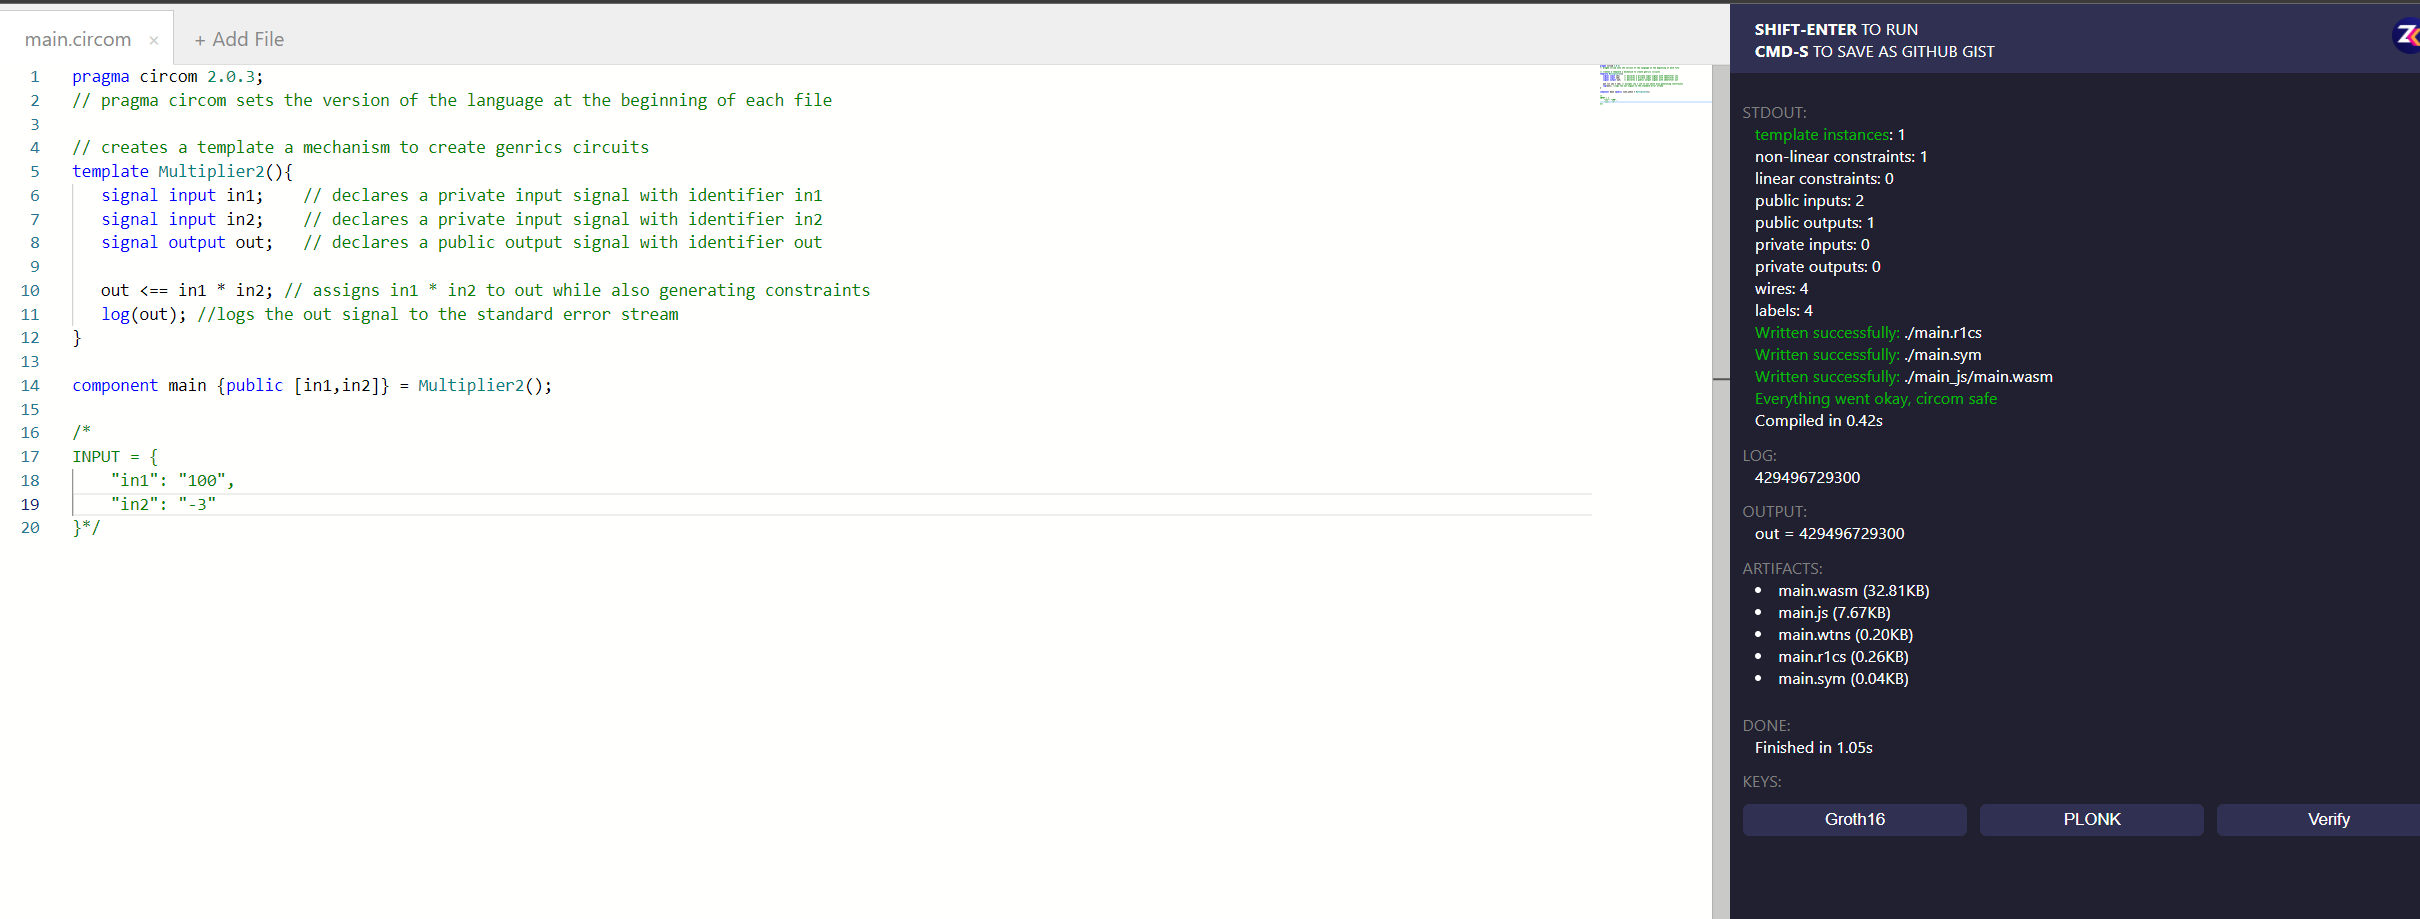 main.circom × + Add File
1 pragma circom 2.0.3;
2 // pragma circom sets the version of the language at the beginning of each file
3
4 // creates a template a mechanism to create genrics circuits
5 template Multiplier2(){
6 signal input in1; // declares a private input signal with identifier in1
7 signal input in2; // declares a private input signal with identifier in2
8 signal output out; // declares a public output signal with identifier out
9
10 out <== in1 * in2; // assigns in1 * in2 to out while also generating constraints
11 log(out); //logs the out signal to the standard error stream
12 }
13
14 component main {public [in1,in2]} = Multiplier2();
15
16 /*
17 INPUT = {
18 "in1": "100",
19 "in2": "-3"
20 }*/
SHIFT-ENTER TO RUN
CMD-S TO SAVE AS GITHUB GIST
STDOUT:
template instances: 1
non-linear constraints: 1
linear constraints: 0
public inputs: 2
public outputs: 1
private inputs: 0
private outputs: 0
wires: 4
labels: 4
Written successfully: ./main.r1cs
Written successfully: ./main.sym
Written successfully: ./main_js/main.wasm
Everything went okay, circom safe
Compiled in 0.42s
LOG:
429496729300
OUTPUT:
out = 429496729300
ARTIFACTS:
• main.wasm (32.81KB)
• main.js (7.67KB)
• main.wtns (0.20KB)
• main.r1cs (0.26KB)
• main.sym (0.04KB)
DONE:
Finished in 1.05s
KEYS:
Groth16 PLONK Verify